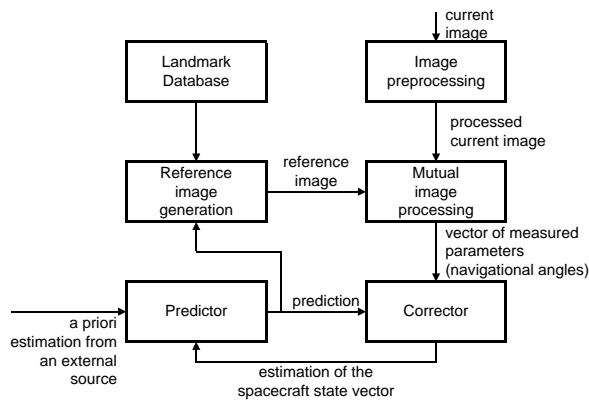 current
image
Landmark
Database
Image
preprocessing
processed
current image
Reference
image
generation
reference
image
Mutual
image
processing
vector of measured
parameters
(navigational angles)
Predictor
prediction
Corrector
a priori
estimation from
an external
source
estimation of the
spacecraft state vector